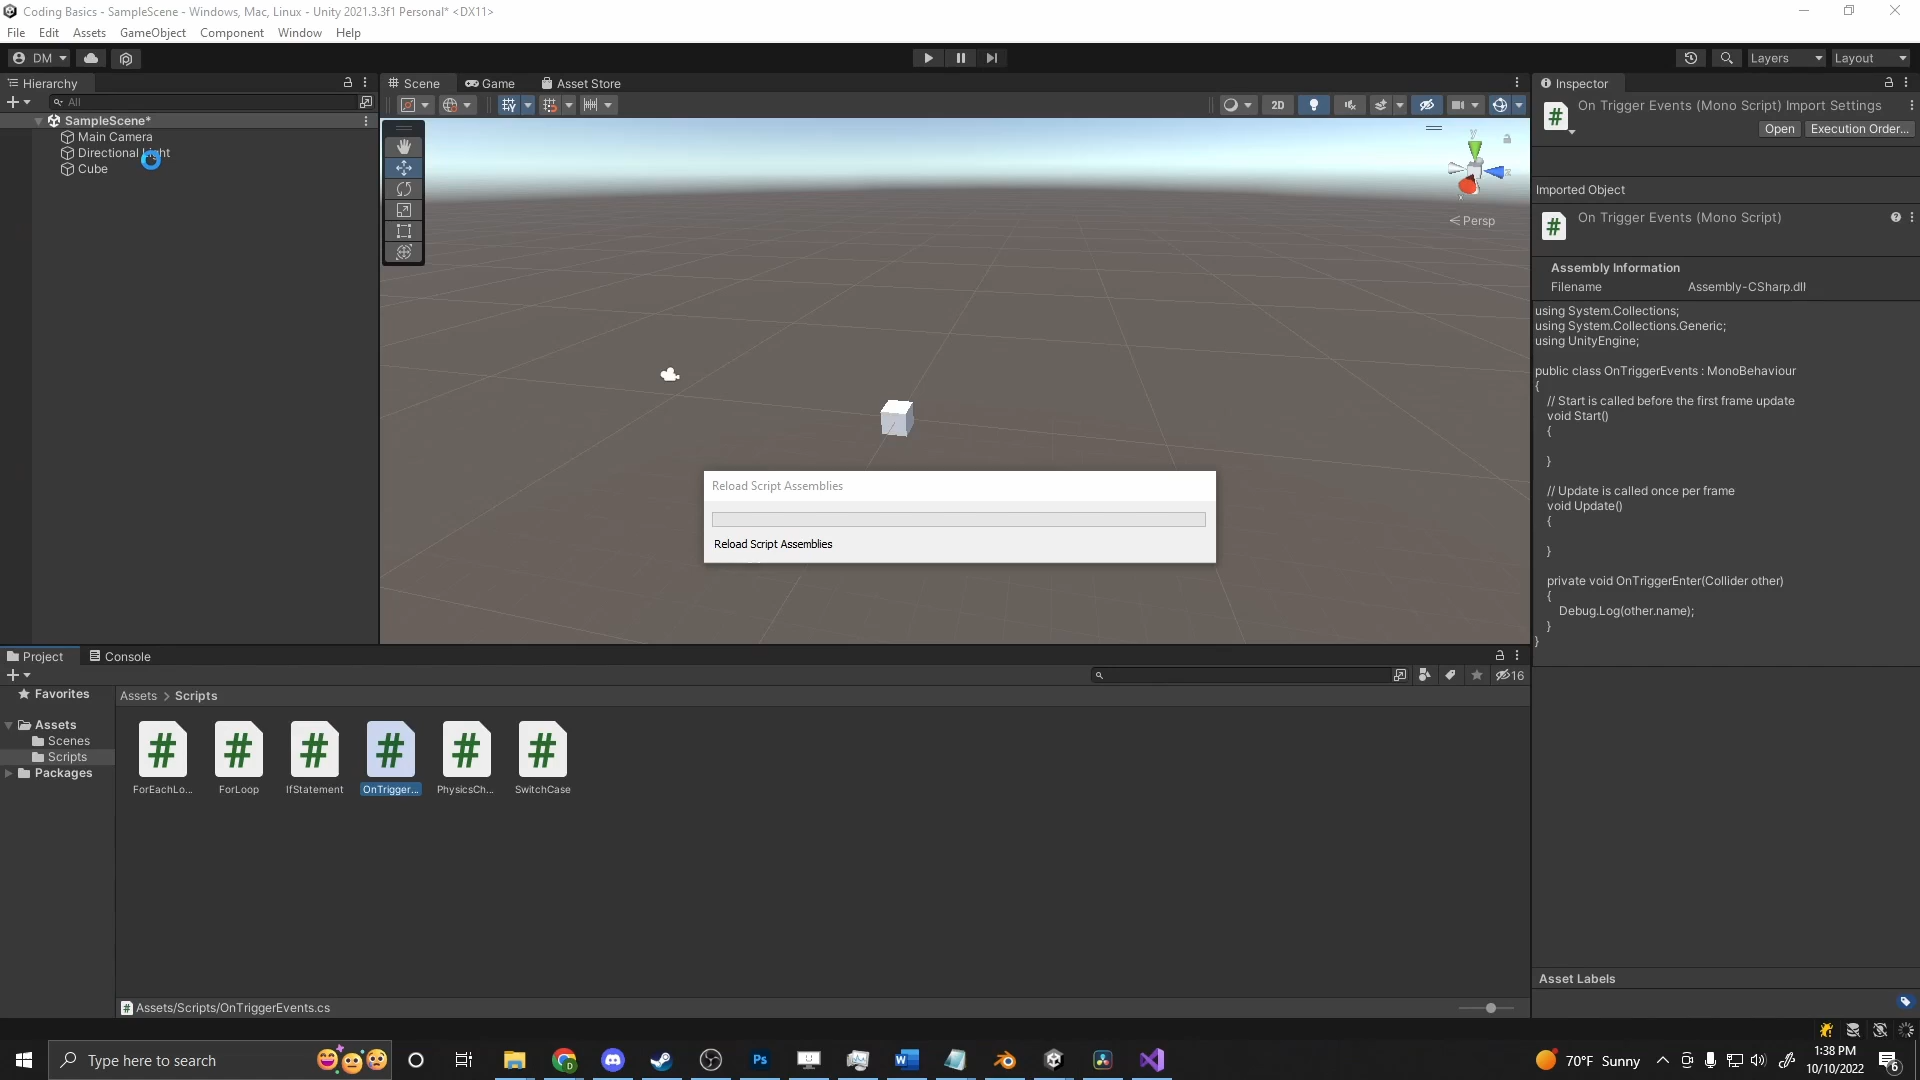 Coding Basics - SampleScene - Windows, Mac, Linux - Unity 2021.3.3f1 Personal* <DX11>
File Edit Assets GameObject Component Window Help
DM
Layers
Layout
Hierarchy
All
SampleScene*
Main Camera
Directional Light
Cube
Scene Game Asset Store
2D
y
z
x
Persp
Reload Script Assemblies
Reload Script Assemblies
Inspector
On Trigger Events (Mono Script) Import Settings
Open Execution Order...
Imported Object
On Trigger Events (Mono Script)
Assembly Information
Filename Assembly-CSharp.dll
using System.Collections;
using System.Collections.Generic;
using UnityEngine;
public class OnTriggerEvents : MonoBehaviour
{
// Start is called before the first frame update
void Start()
{
}
// Update is called once per frame
void Update()
{
}
private void OnTriggerEnter(Collider other)
{
Debug.Log(other.name);
}
}
Asset Labels
Project Console
16
Favorites
Assets
Scenes
Scripts
Packages
Assets > Scripts
# # # # # #
ForEachLo... ForLoop IfStatement OnTrigger... PhysicsCh... SwitchCase
Assets/Scripts/OnTriggerEvents.cs
Type here to search
Ps
70°F Sunny
1:38 PM
10/10/2022
6